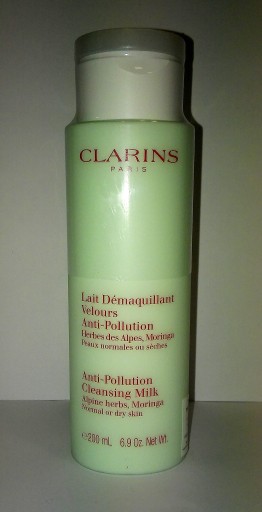 CLARINS
PARIS
Lait Démaquillant
Velours
Anti-Pollution
Herbes des Alpes, Moringa
Peaux normales ou sèches
Anti-Pollution
Cleansing Milk
Alpine herbs, Moringa
Normal or dry skin
℮200 mL 6.9 Oz. Net Wt.